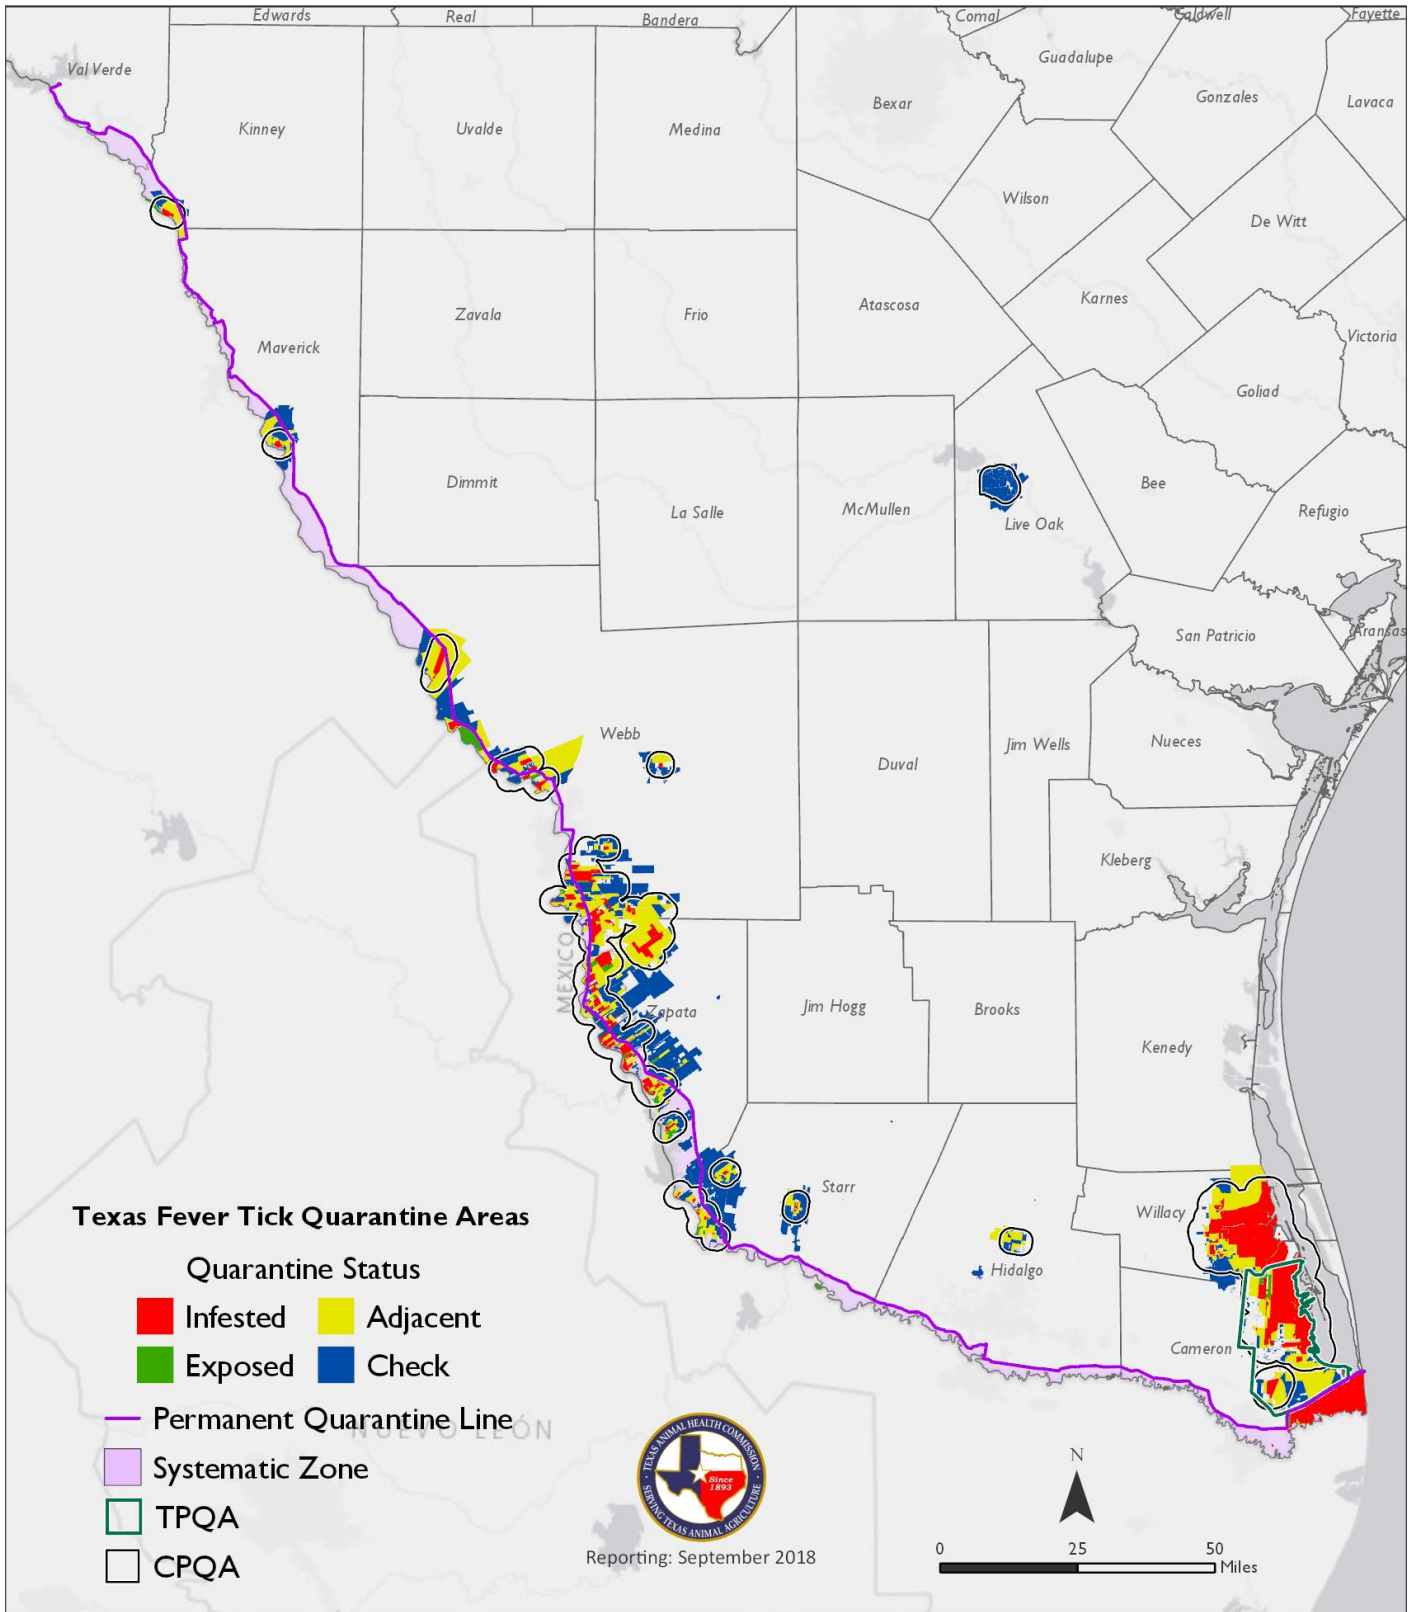 Edwards
Real
Bandera
Comal
Caldwell
Fayette
Val Verde
Guadalupe
Bexar
Gonzales
Lavaca
Kinney
Uvalde
Medina
Wilson
De Witt
Atascosa
Karnes
Zavala
Frio
Victoria
Maverick
Goliad
Dimmit
La Salle
McMullen
Live Oak
Bee
Refugio
San Patricio
Aransas
Webb
Duval
Jim Wells
Nueces
Kleberg
MEXICO
Zapata
Jim Hogg
Brooks
Kenedy
Starr
Willacy
Hidalgo
Cameron
Texas Fever Tick Quarantine Areas
Quarantine Status
Infested
Adjacent
Exposed
Check
Permanent Quarantine Line
NUEVO LEÓN
Systematic Zone
TPQA
CPQA
TEXAS ANIMAL HEALTH COMMISSION
Since
1893
SERVING TEXAS ANIMAL AGRICULTURE
Reporting: September 2018
N
0 25 50
Miles